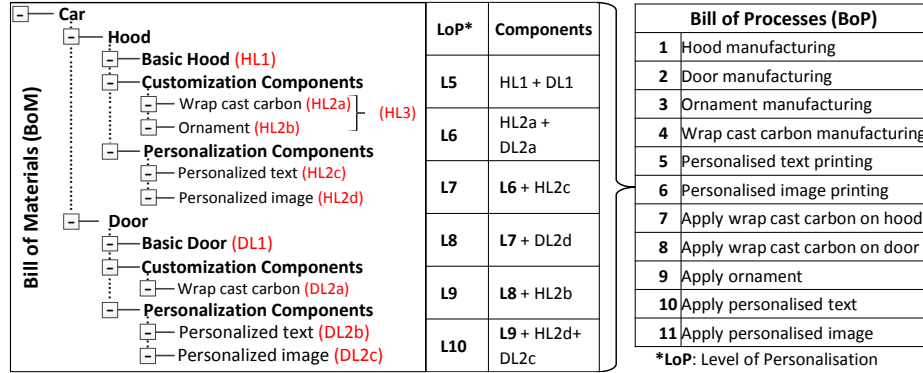 Bill of Materials (BoM)
Car
Hood
Basic Hood (HL1)
Customization Components
Wrap cast carbon (HL2a)
Ornament (HL2b)
(HL3)
Personalization Components
Personalized text (HL2c)
Personalized image (HL2d)
Door
Basic Door (DL1)
Customization Components
Wrap cast carbon (DL2a)
Personalization Components
Personalized text (DL2b)
Personalized image (DL2c)
LoP* Components
L5 HL1 + DL1
L6 HL2a +
DL2a
L7 L6 + HL2c
L8 L7 + DL2d
L9 L8 + HL2b
L10 L9 + HL2d+
DL2c
Bill of Processes (BoP)
1 Hood manufacturing
2 Door manufacturing
3 Ornament manufacturing
4 Wrap cast carbon manufacturing
5 Personalised text printing
6 Personalised image printing
7 Apply wrap cast carbon on hood
8 Apply wrap cast carbon on door
9 Apply ornament
10 Apply personalised text
11 Apply personalised image
*LoP: Level of Personalisation